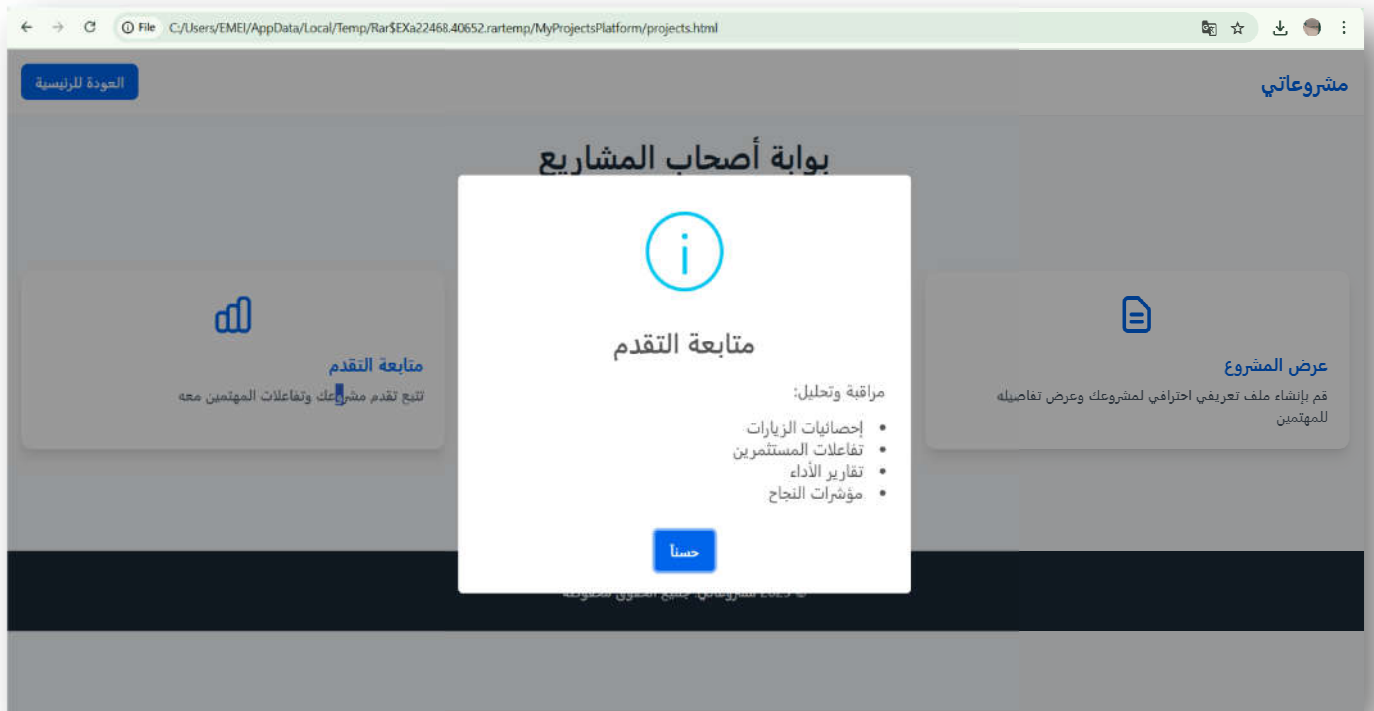 File C:/Users/EMEI/AppData/Local/Temp/Rar$EXa22468.40652.rartemp/MyProjectsPlatform/projects.html
مشروعاتي
العودة للرئيسية
بوابة أصحاب المشاريع
عرض المشروع
قم بإنشاء ملف تعريفي احترافي لمشروعك وعرض تفاصيله
للمهتمين
متابعة التقدم
مراقبة وتحليل:
إحصائيات الزيارات
تفاعلات المستثمرين
تقارير الأداء
مؤشرات النجاح
حسناً
متابعة التقدم
تتبع تقدم مشروعك وتفاعلات المهتمين معه